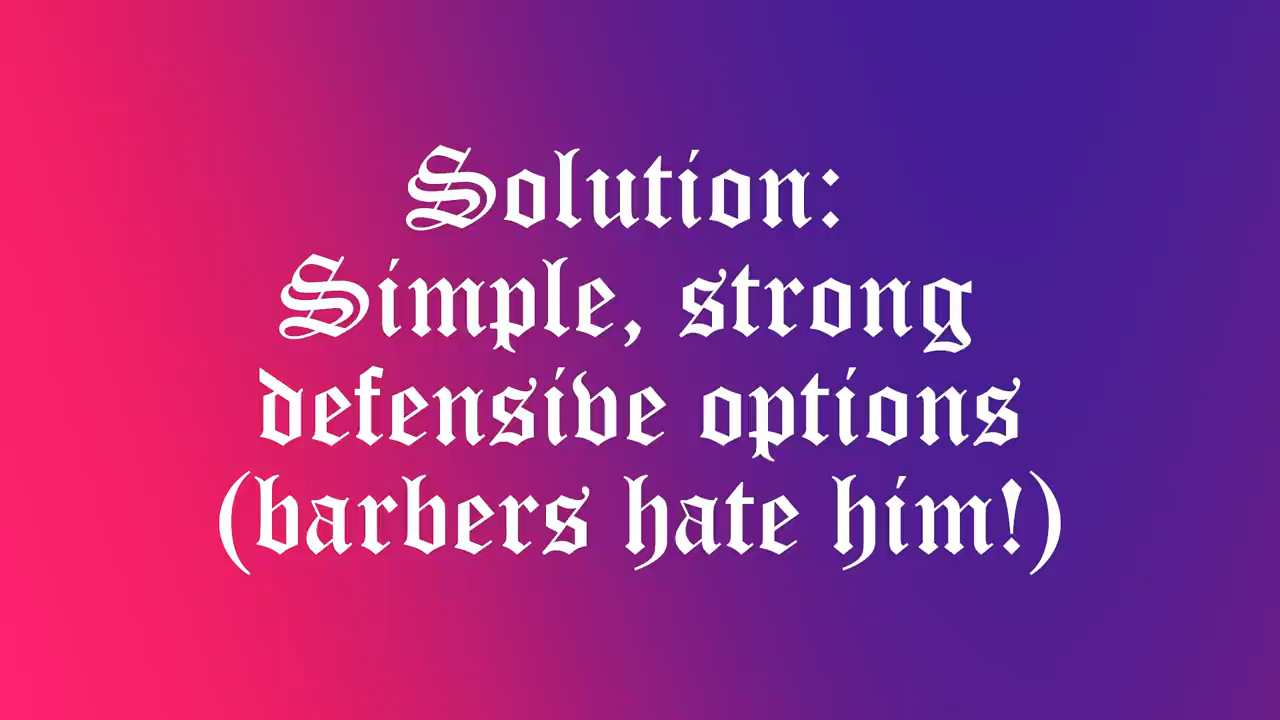 Solution:
Simple, strong
defensive options
(barbers hate him!)